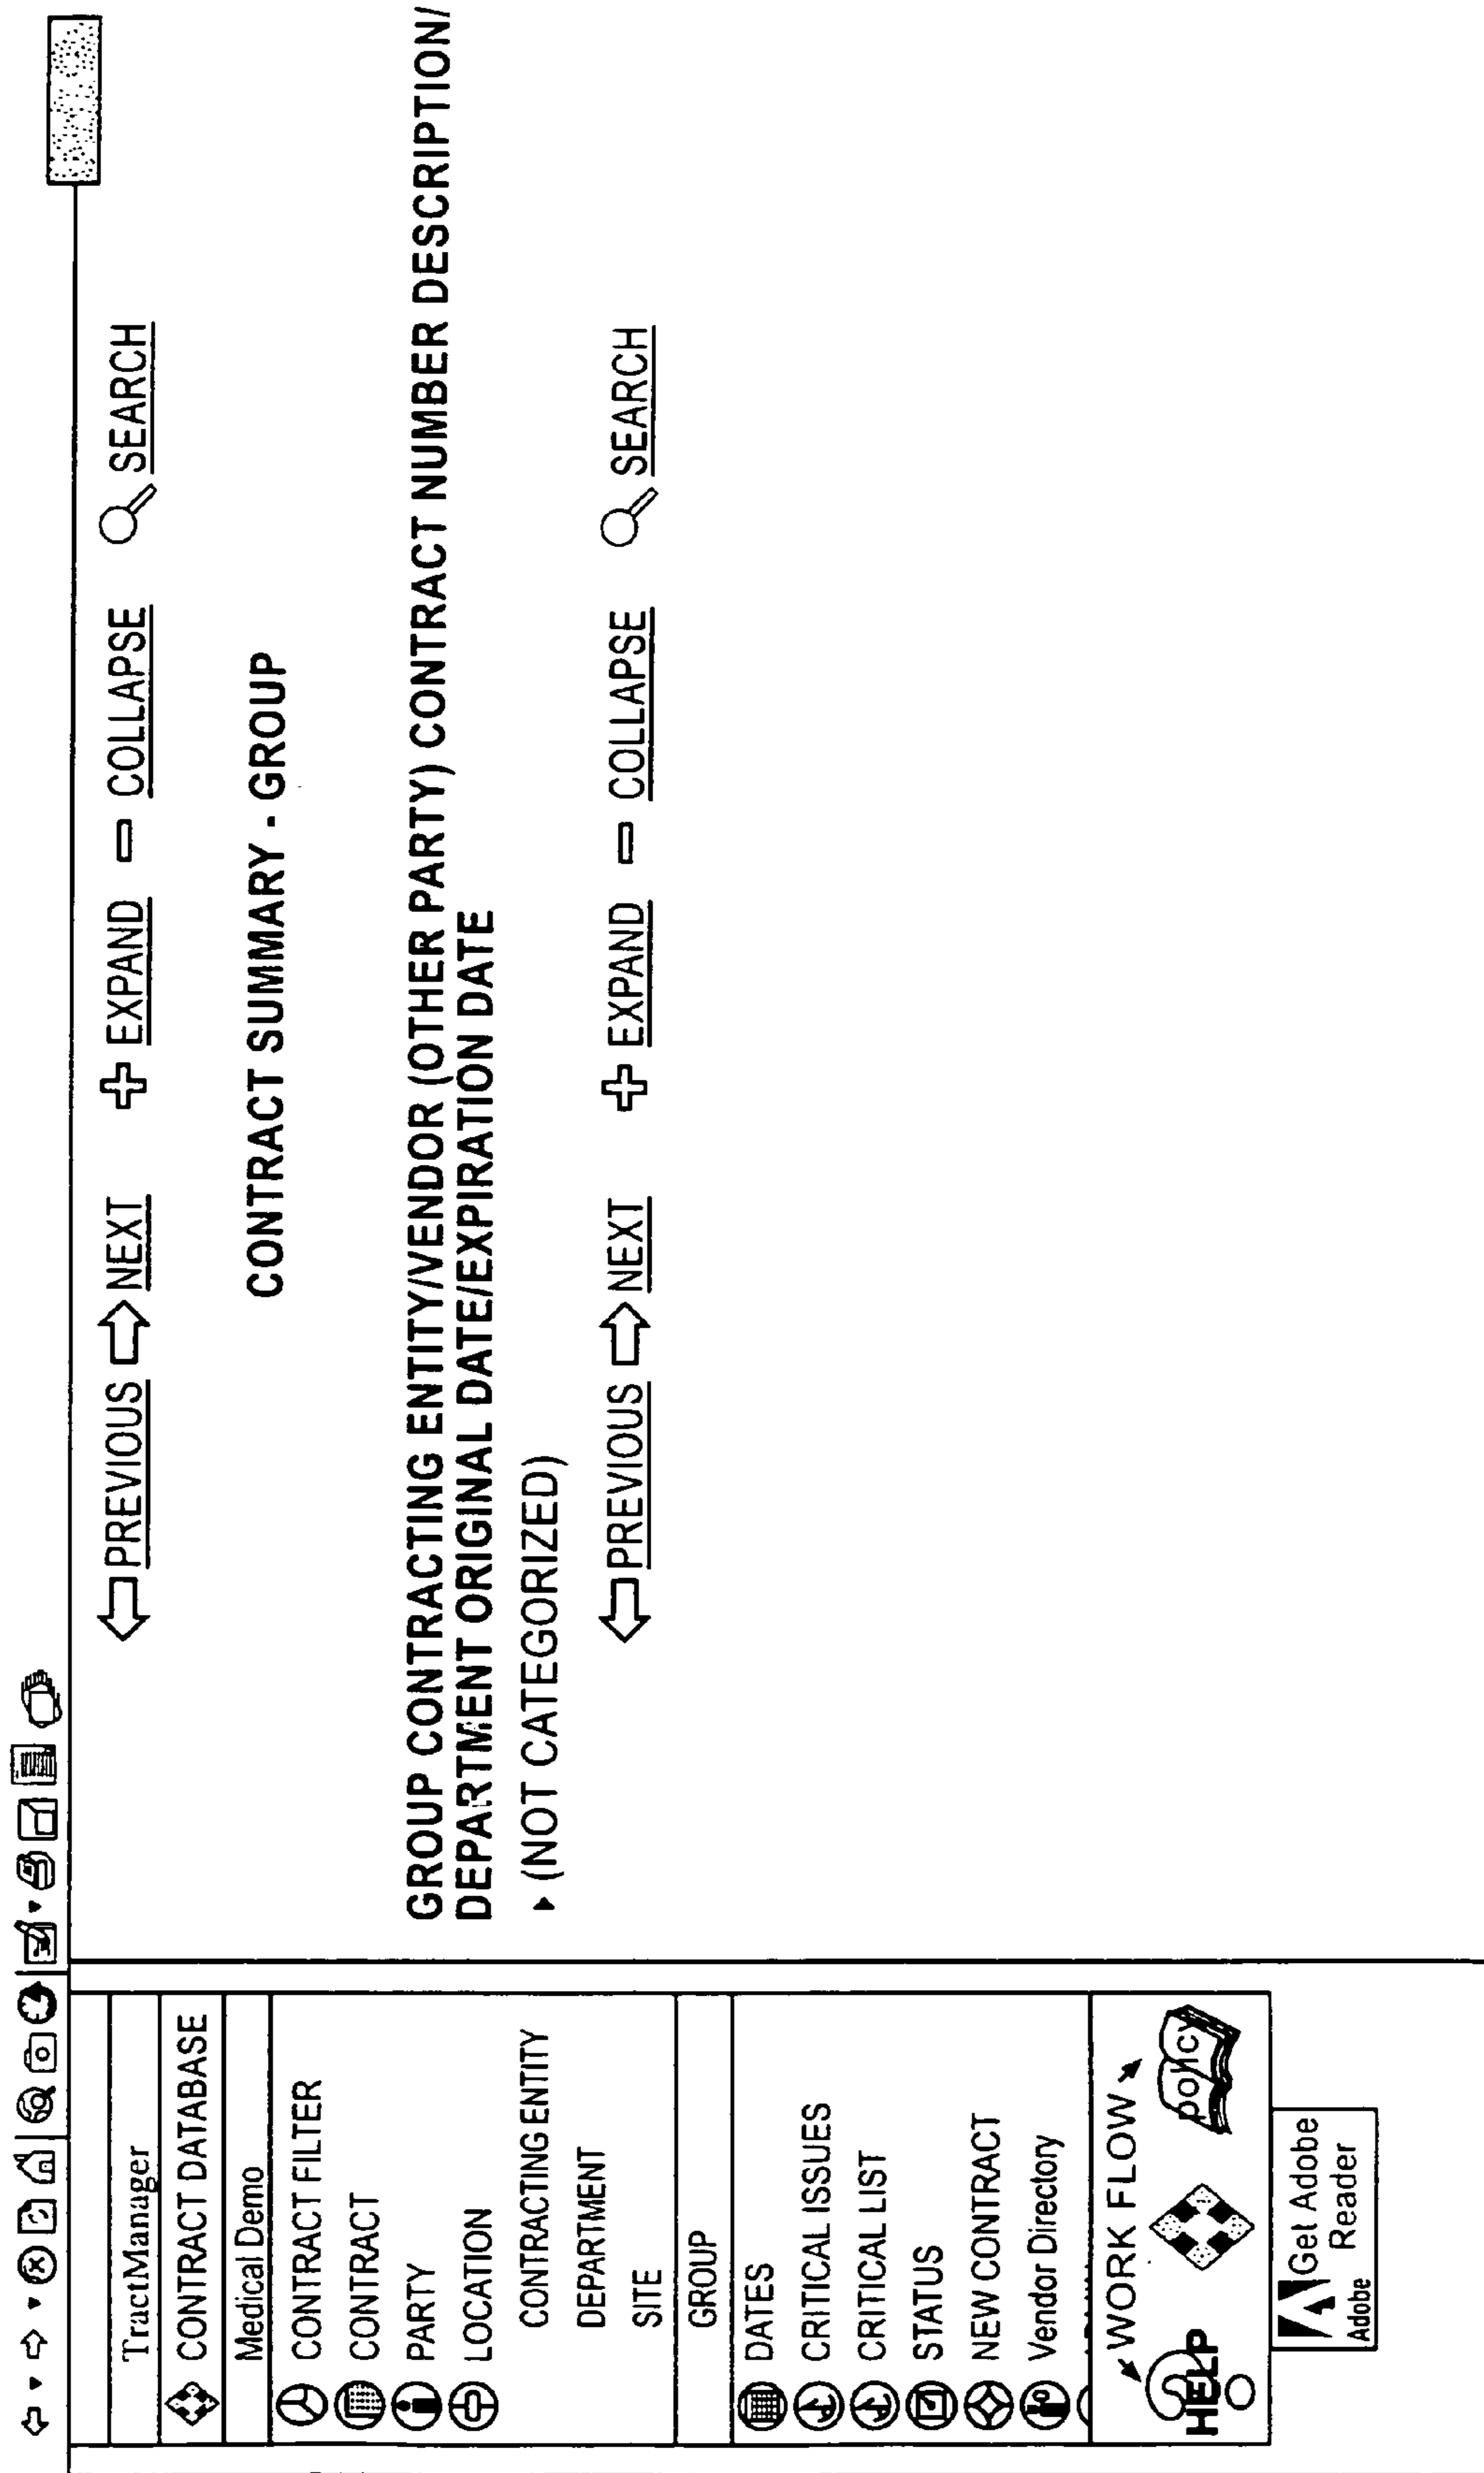 TractManager
CONTRACT DATABASE
Medical Demo
CONTRACT FILTER
CONTRACT
PARTY
LOCATION
CONTRACTING ENTITY
DEPARTMENT
SITE
GROUP
DATES
CRITICAL ISSUES
CRITICAL LIST
STATUS
NEW CONTRACT
Vendor Directory
WORK FLOW
HELP
policy
Get Adobe
Reader
Adobe
PREVIOUS NEXT EXPAND COLLAPSE SEARCH
CONTRACT SUMMARY - GROUP
GROUP CONTRACTING ENTITY/VENDOR (OTHER PARTY) CONTRACT NUMBER DESCRIPTION/
DEPARTMENT ORIGINAL DATE/EXPIRATION DATE
(NOT CATEGORIZED)
PREVIOUS NEXT EXPAND COLLAPSE SEARCH